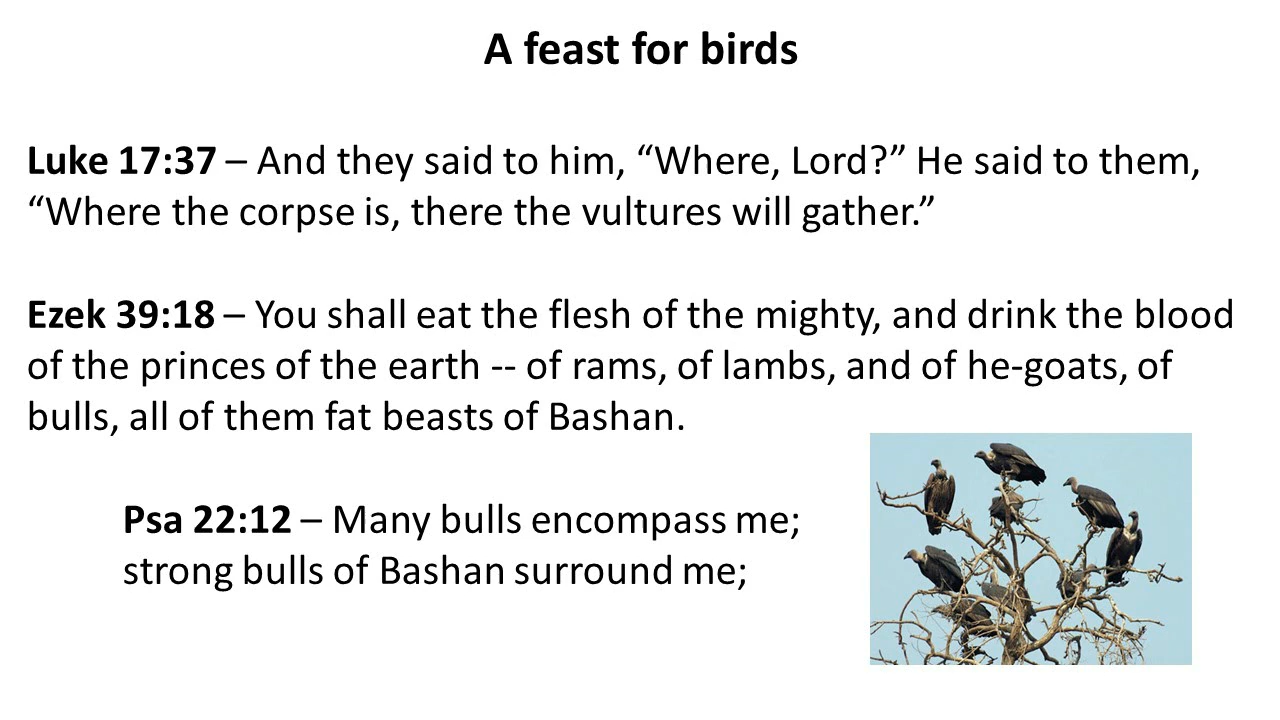 A feast for birds
Luke 17:37 – And they said to him, “Where, Lord?” He said to them,
“Where the corpse is, there the vultures will gather.”
Ezek 39:18 – You shall eat the flesh of the mighty, and drink the blood
of the princes of the earth -- of rams, of lambs, and of he-goats, of
bulls, all of them fat beasts of Bashan.
Psa 22:12 – Many bulls encompass me;
strong bulls of Bashan surround me;